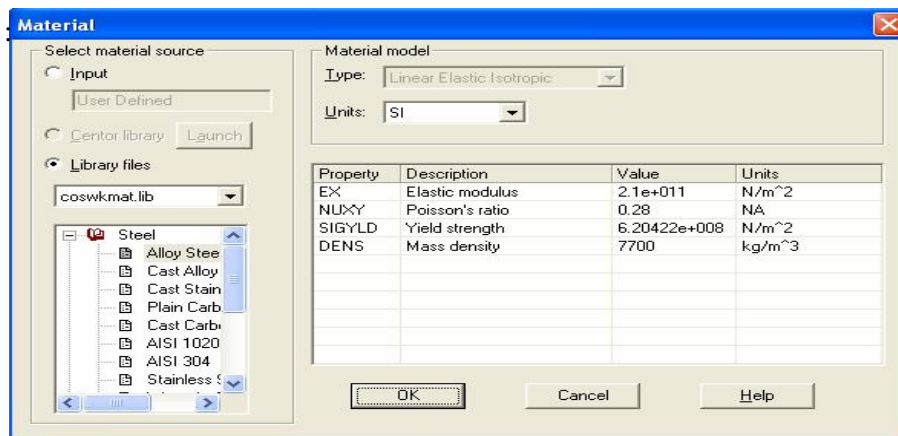 Material
Select material source
Input
User Defined
Centor library Launch
Library files
coswkmat.lib
Steel
Alloy Stee
Cast Alloy
Cast Stain
Plain Carb
Cast Carb
AISI 1020
AISI 304
Stainless S
Material model
Type: Linear Elastic Isotropic
Units: SI
Property Description Value Units
EX Elastic modulus 2.1e+011 N/m^2
NUXY Poisson's ratio 0.28 NA
SIGYLD Yield strength 6.20422e+008 N/m^2
DENS Mass density 7700 kg/m^3
OK Cancel Help